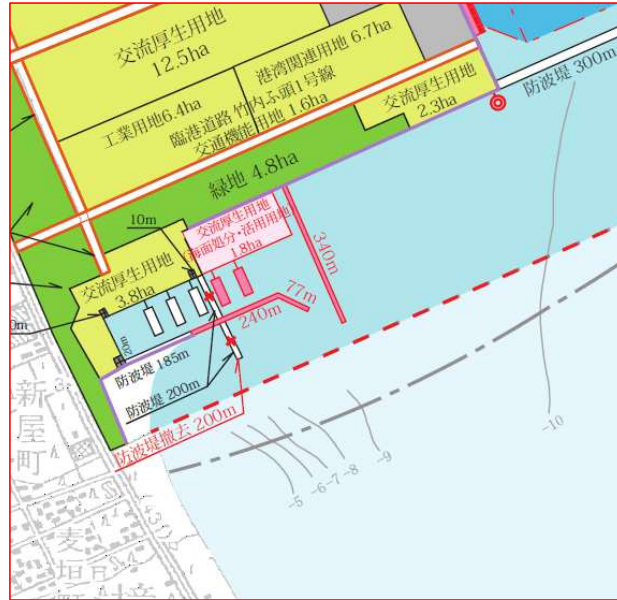 交流厚生用地
12.5ha
港湾関連用地 6.7ha
工業用地6.4ha
臨港道路 竹内ふ頭1号線
交通機能用地 1.6ha
交流厚生用地
2.3ha
防波堤 300m
緑地 4.8ha
10m
交流厚生用地
(海面処分・活用用地)
1.8ha
340m
交流厚生用地
3.8ha
77m
240m
0m
20m
防波堤 185m
防波堤 200m
防波堤撤去 200m
新屋町
麦垣町
-5
-6
-7
-8
-9
-10